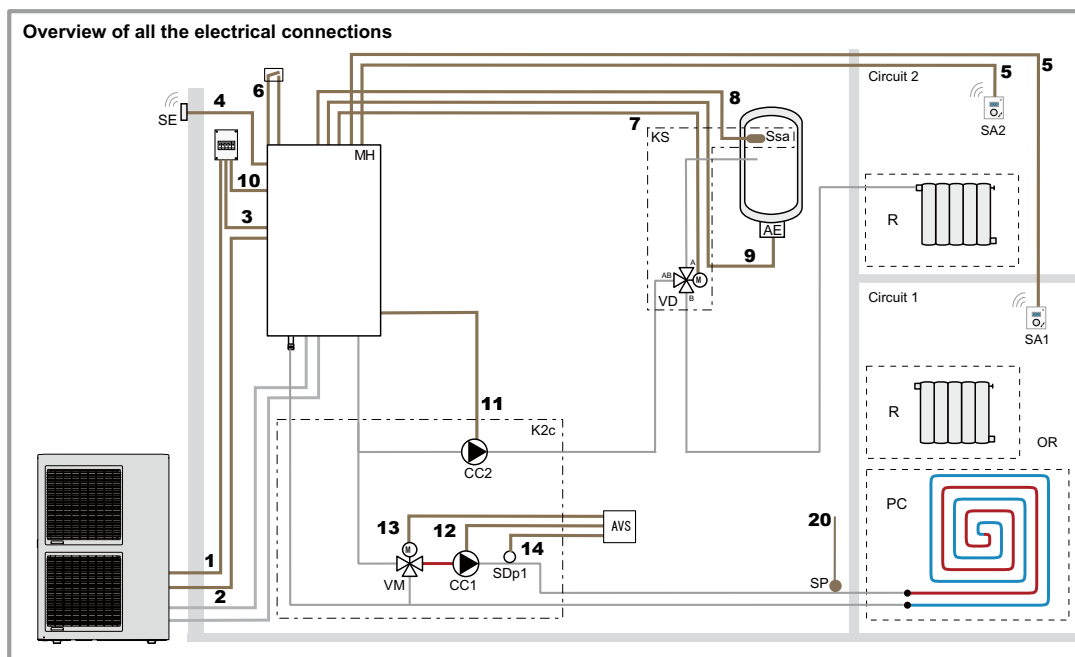 Overview of all the electrical connections
5
5
Circuit 2
6
4
8
SE
7
KS
Ssa
SA2
MH
10
R
3
AE
9
A
AB
M
VD
B
Circuit 1
SA1
11
R
K2c
OR
CC2
PC
13
12
20
AVS
14
M
1
SDp1
VM
CC1
SP
2